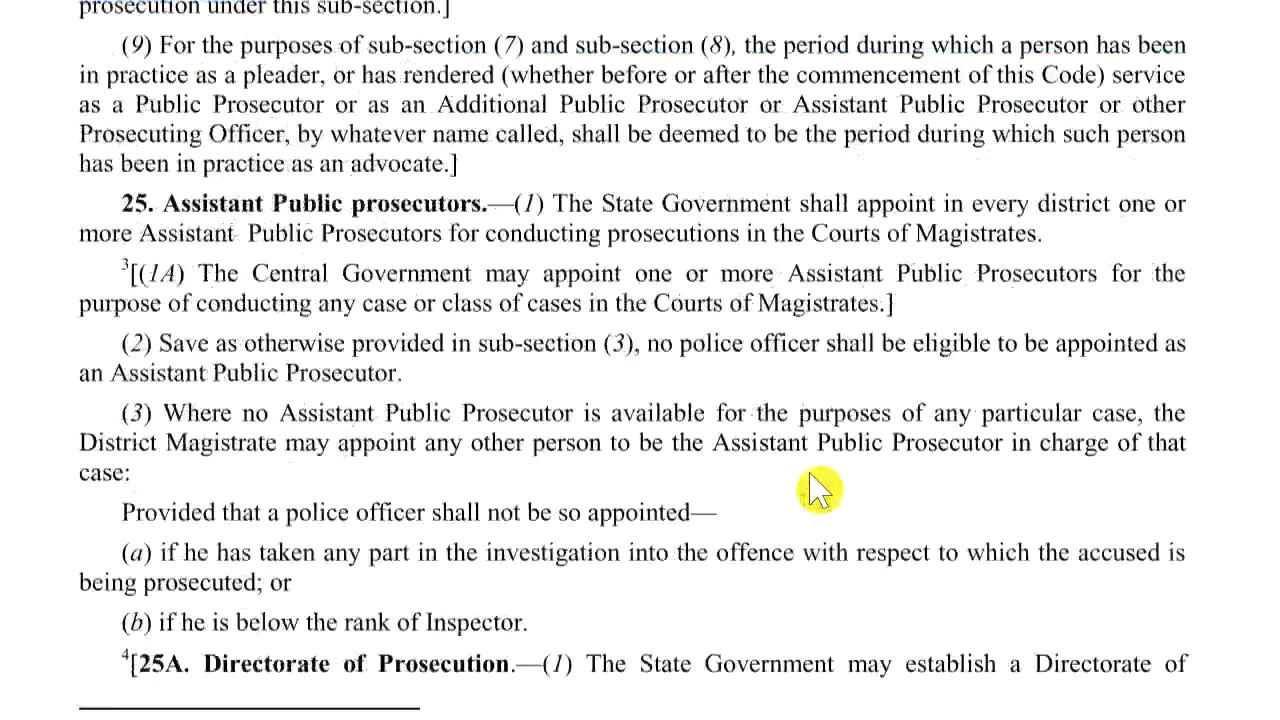 prosecution under this sub-section.]
(9) For the purposes of sub-section (7) and sub-section (8), the period during which a person has been
in practice as a pleader, or has rendered (whether before or after the commencement of this Code) service
as a Public Prosecutor or as an Additional Public Prosecutor or Assistant Public Prosecutor or other
Prosecuting Officer, by whatever name called, shall be deemed to be the period during which such person
has been in practice as an advocate.]
25. Assistant Public prosecutors.—(1) The State Government shall appoint in every district one or
more Assistant Public Prosecutors for conducting prosecutions in the Courts of Magistrates.
3[(1A) The Central Government may appoint one or more Assistant Public Prosecutors for the
purpose of conducting any case or class of cases in the Courts of Magistrates.]
(2) Save as otherwise provided in sub-section (3), no police officer shall be eligible to be appointed as
an Assistant Public Prosecutor.
(3) Where no Assistant Public Prosecutor is available for the purposes of any particular case, the
District Magistrate may appoint any other person to be the Assistant Public Prosecutor in charge of that
case:
Provided that a police officer shall not be so appointed—
(a) if he has taken any part in the investigation into the offence with respect to which the accused is
being prosecuted; or
(b) if he is below the rank of Inspector.
4[25A. Directorate of Prosecution.—(1) The State Government may establish a Directorate of